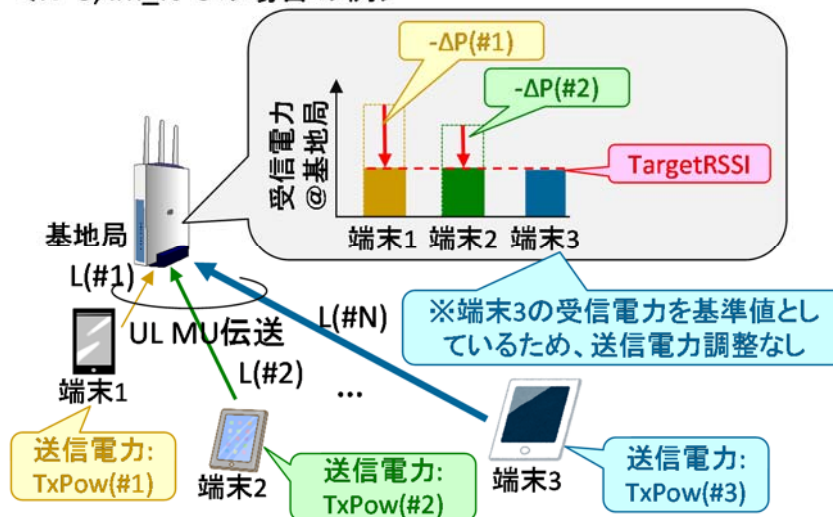 -ΔP(#1)
-ΔP(#2)
受信電力
@基地局
TargetRSSI
端末1
端末2
端末3
基地局
L(#1)
UL MU伝送
L(#2)
L(#N)
...
※端末3の受信電力を基準値とし
ているため、送信電力調整なし
端末1
端末2
端末3
送信電力:
TxPow(#1)
送信電力:
TxPow(#2)
送信電力:
TxPow(#3)